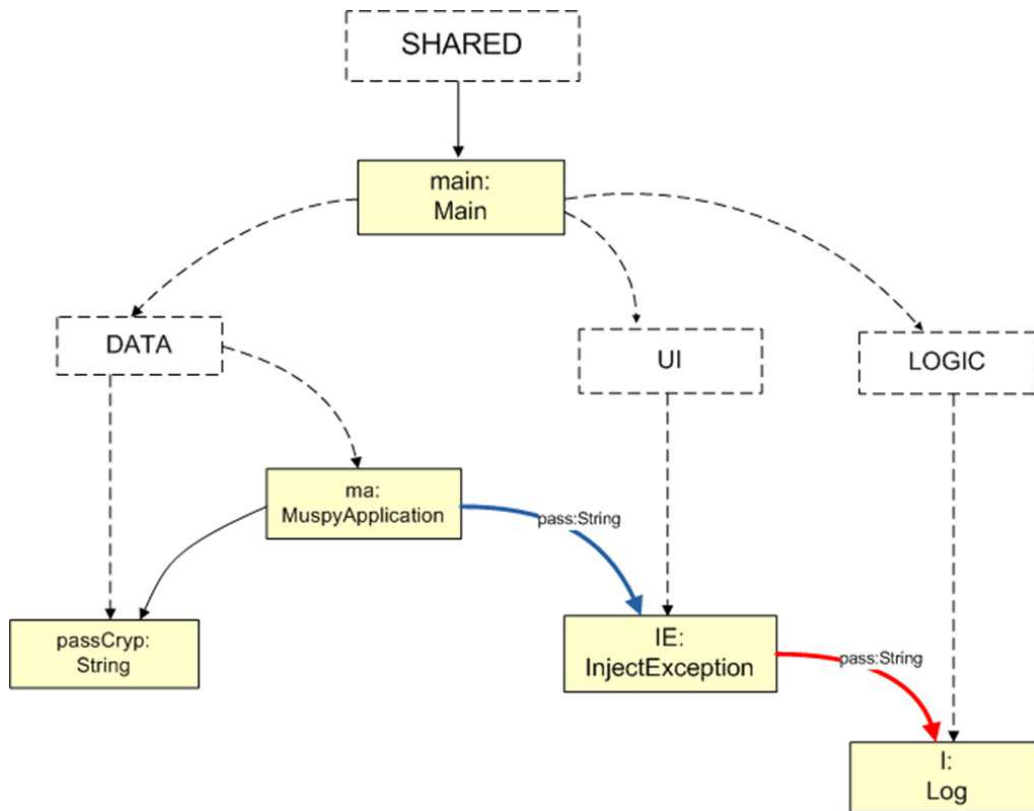 SHARED
main:
Main
DATA
UI
LOGIC
ma:
MuspyApplication
pass:String
passCryp:
String
IE:
InjectException
pass:String
l:
Log